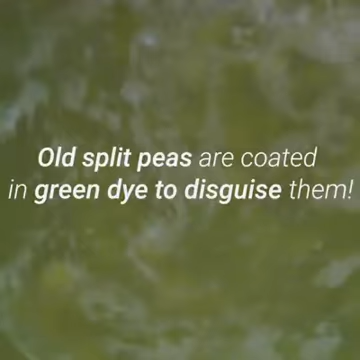 Old split peas are coated
in green dye to disguise them!